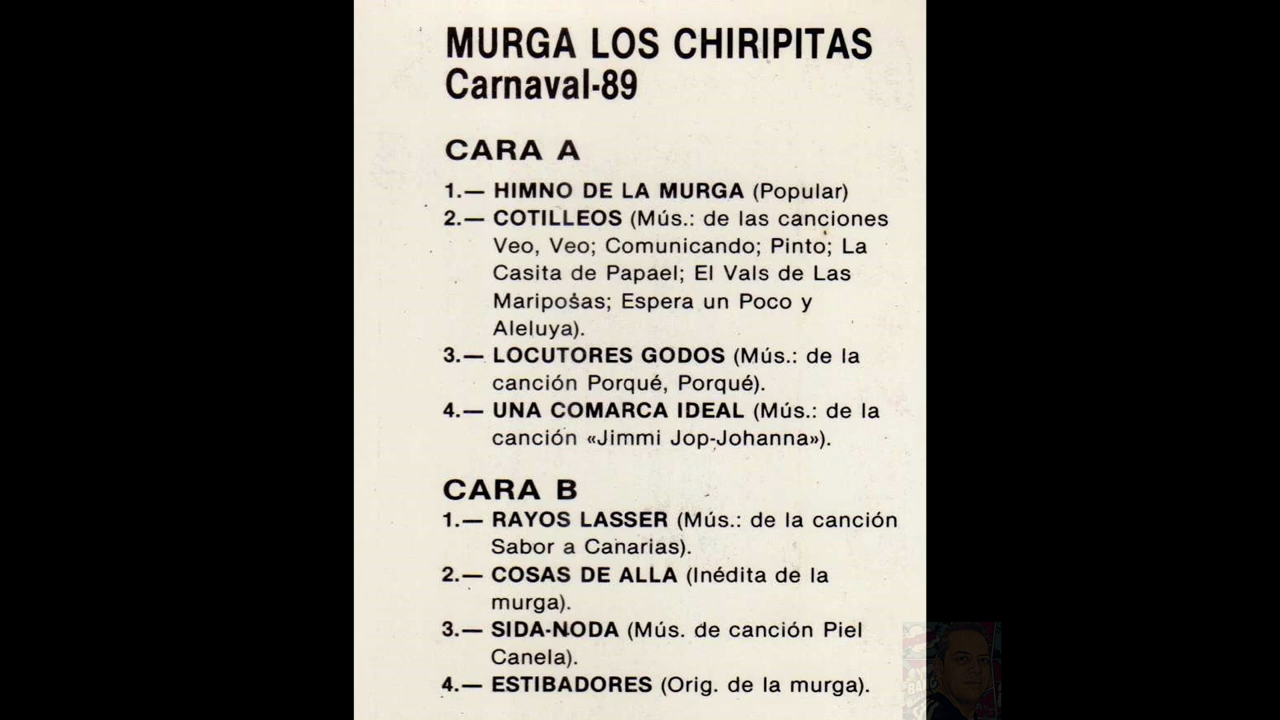 MURGA LOS CHIRIPITAS
Carnaval-89
CARA A
1.— HIMNO DE LA MURGA (Popular)
2.— COTILLEOS (Mús.: de las canciones
Veo, Veo; Comunicando; Pinto; La
Casita de Papael; El Vals de Las
Mariposas; Espera un Poco y
Aleluya).
3.— LOCUTORES GODOS (Mús.: de la
canción Porqué, Porqué).
4.— UNA COMARCA IDEAL (Mús.: de la
canción «Jimmi Jop-Johanna»).
CARA B
1.— RAYOS LASSER (Mús.: de la canción
Sabor a Canarias).
2.— COSAS DE ALLA (Inédita de la
murga).
3.— SIDA-NODA (Mús. de canción Piel
Canela).
4.— ESTIBADORES (Orig. de la murga).